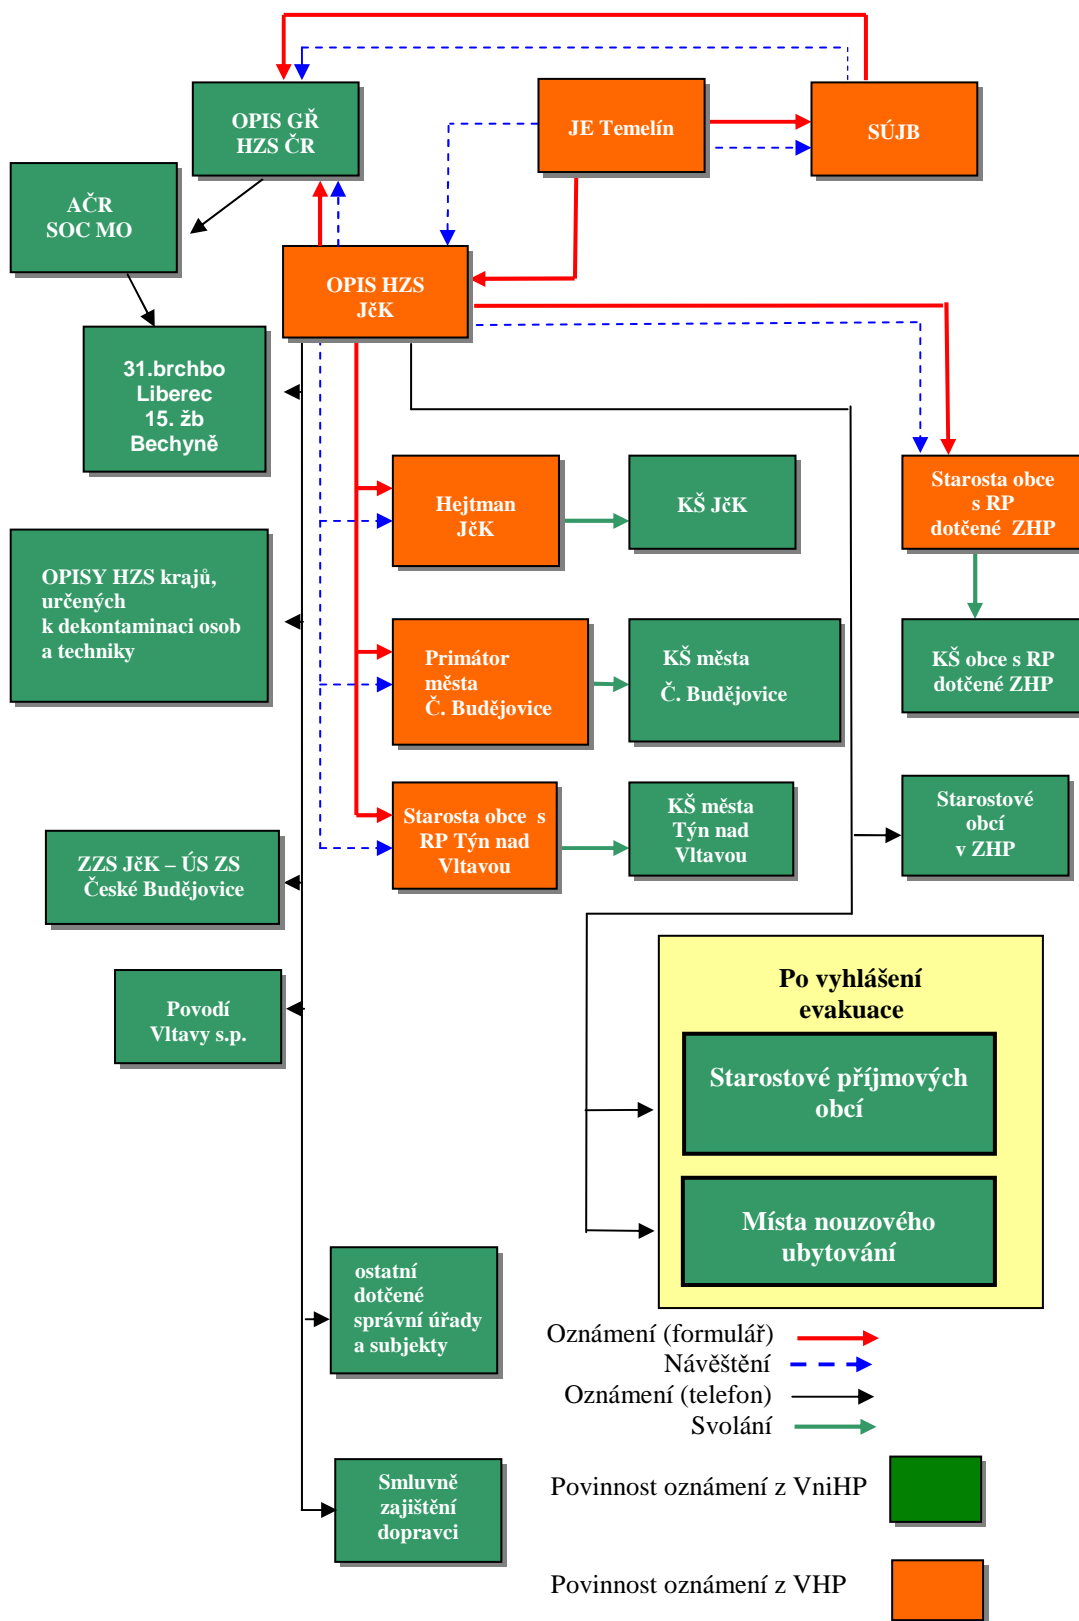 OPIS GŘ
HZS ČR
JE Temelín
SÚJB
AČR
SOC MO
OPIS HZS
JčK
31.brchbo
Liberec
15. žb
Bechyně
Hejtman
JčK
KŠ JčK
Starosta obce
s RP
dotčené ZHP
OPISY HZS krajů,
určených
k dekontaminaci osob
a techniky
Primátor
města
Č. Budějovice
KŠ města
Č. Budějovice
KŠ obce s RP
dotčené ZHP
Starosta obce s
RP Týn nad
Vltavou
KŠ města
Týn nad
Vltavou
Starostové
obcí
v ZHP
ZZS JčK – ÚS ZS
České Budějovice
Povodí
Vltavy s.p.
Po vyhlášení
evakuace
Starostové příjmových
obcí
Místa nouzového
ubytování
ostatní
dotčené
správní úřady
a subjekty
Oznámení (formulář)
Návěštění
Oznámení (telefon)
Svolání
Smluvně
zajištění
dopravci
Povinnost oznámení z VniHP
Povinnost oznámení z VHP